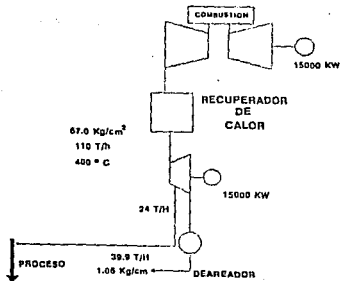 COMBUSTION
15000 KW
RECUPERADOR
DE
CALOR
67.0 Kg/cm²
110 T/h
400 º C
15000 KW
24 T/H
39.9 T/H
1.06 Kg/cm
PROCESO
DEAREADOR